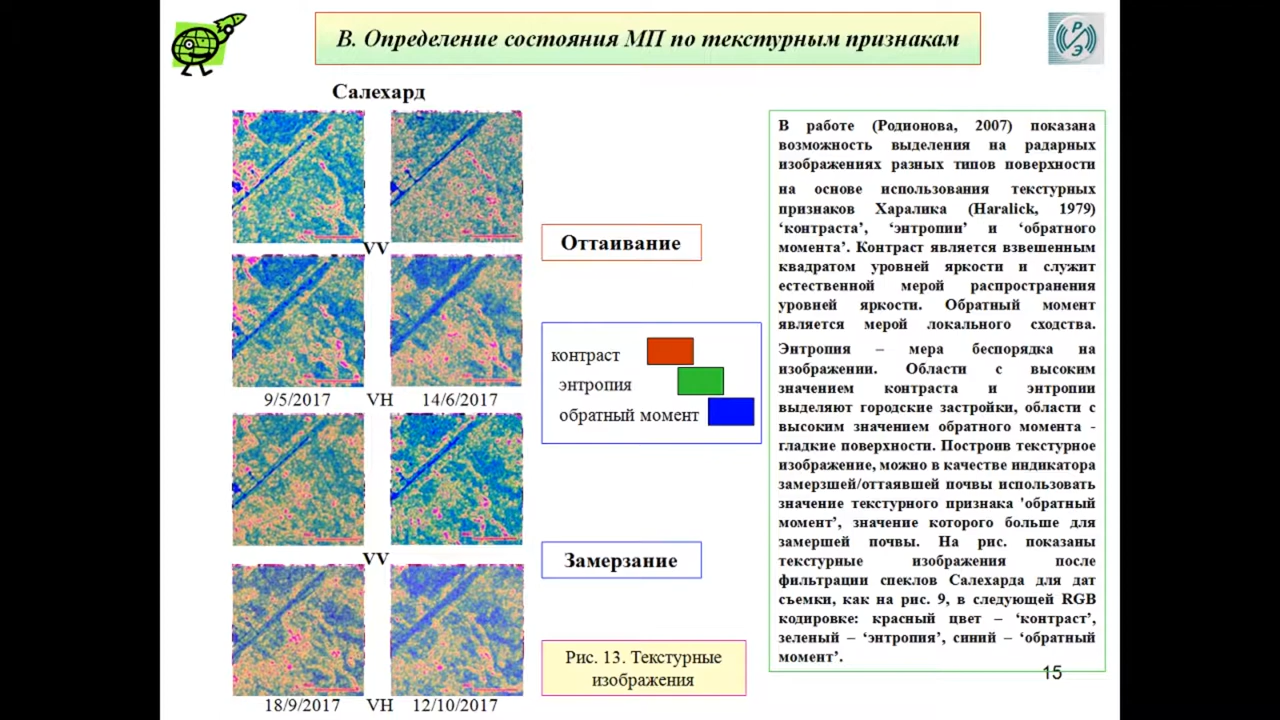 В. Определение состояния МП по текстурным признакам
Р
Э
Салехард
VV
9/5/2017 VH 14/6/2017
VV
18/9/2017 VH 12/10/2017
Оттаивание
контраст
энтропия
обратный момент
Замерзание
Рис. 13. Текстурные
изображения
В работе (Родионова, 2007) показана
возможность выделения на радарных
изображениях разных типов поверхности
на основе использования текстурных
признаков Харалика (Haralick, 1979)
‘контраста’, ‘энтропии’ и ‘обратного
момента’. Контраст является взвешенным
квадратом уровней яркости и служит
естественной мерой распространения
уровней яркости. Обратный момент
является мерой локального сходства.
Энтропия – мера беспорядка на
изображении. Области с высоким
значением контраста и энтропии
выделяют городские застройки, области с
высоким значением обратного момента -
гладкие поверхности. Построив текстурное
изображение, можно в качестве индикатора
замерзшей/оттаявшей почвы использовать
значение текстурного признака 'обратный
момент’, значение которого больше для
замершей почвы. На рис. показаны
текстурные изображения после
фильтрации спеклов Салехарда для дат
съемки, как на рис. 9, в следующей RGB
кодировке: красный цвет – ‘контраст’,
зеленый – ‘энтропия’, синий – ‘обратный
момент’.
15